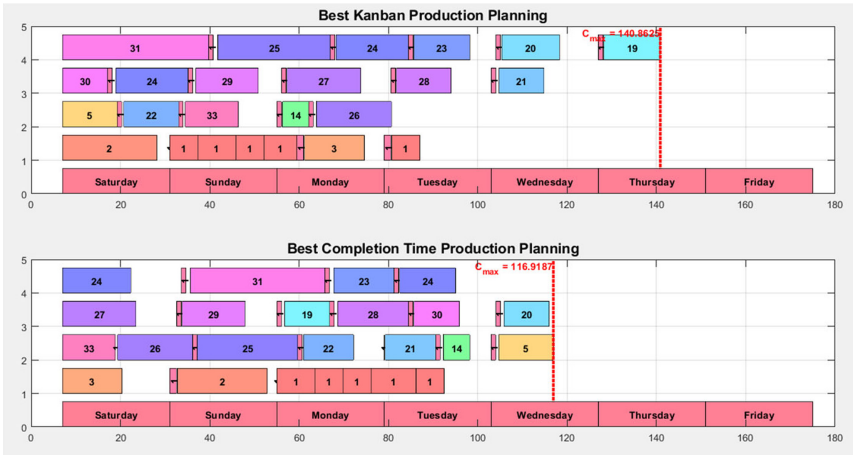 Best Kanban Production Planning
C max = 140.8625
5
31 25 24 23 20 19
4
30 24 29 27 28 21
3
5 22 33 14 26
2
2 1 1 1 1 3 1
1
Saturday Sunday Monday Tuesday Wednesday Thursday Friday
0
0 20 40 60 80 100 120 140 160 180
Best Completion Time Production Planning
C max = 116.9187
5
24 31 23 24
4
27 29 19 28 30 20
3
33 26 25 22 21 14 5
2
3 2 1 1 1 1 1
1
Saturday Sunday Monday Tuesday Wednesday Thursday Friday
0
0 20 40 60 80 100 120 140 160 180